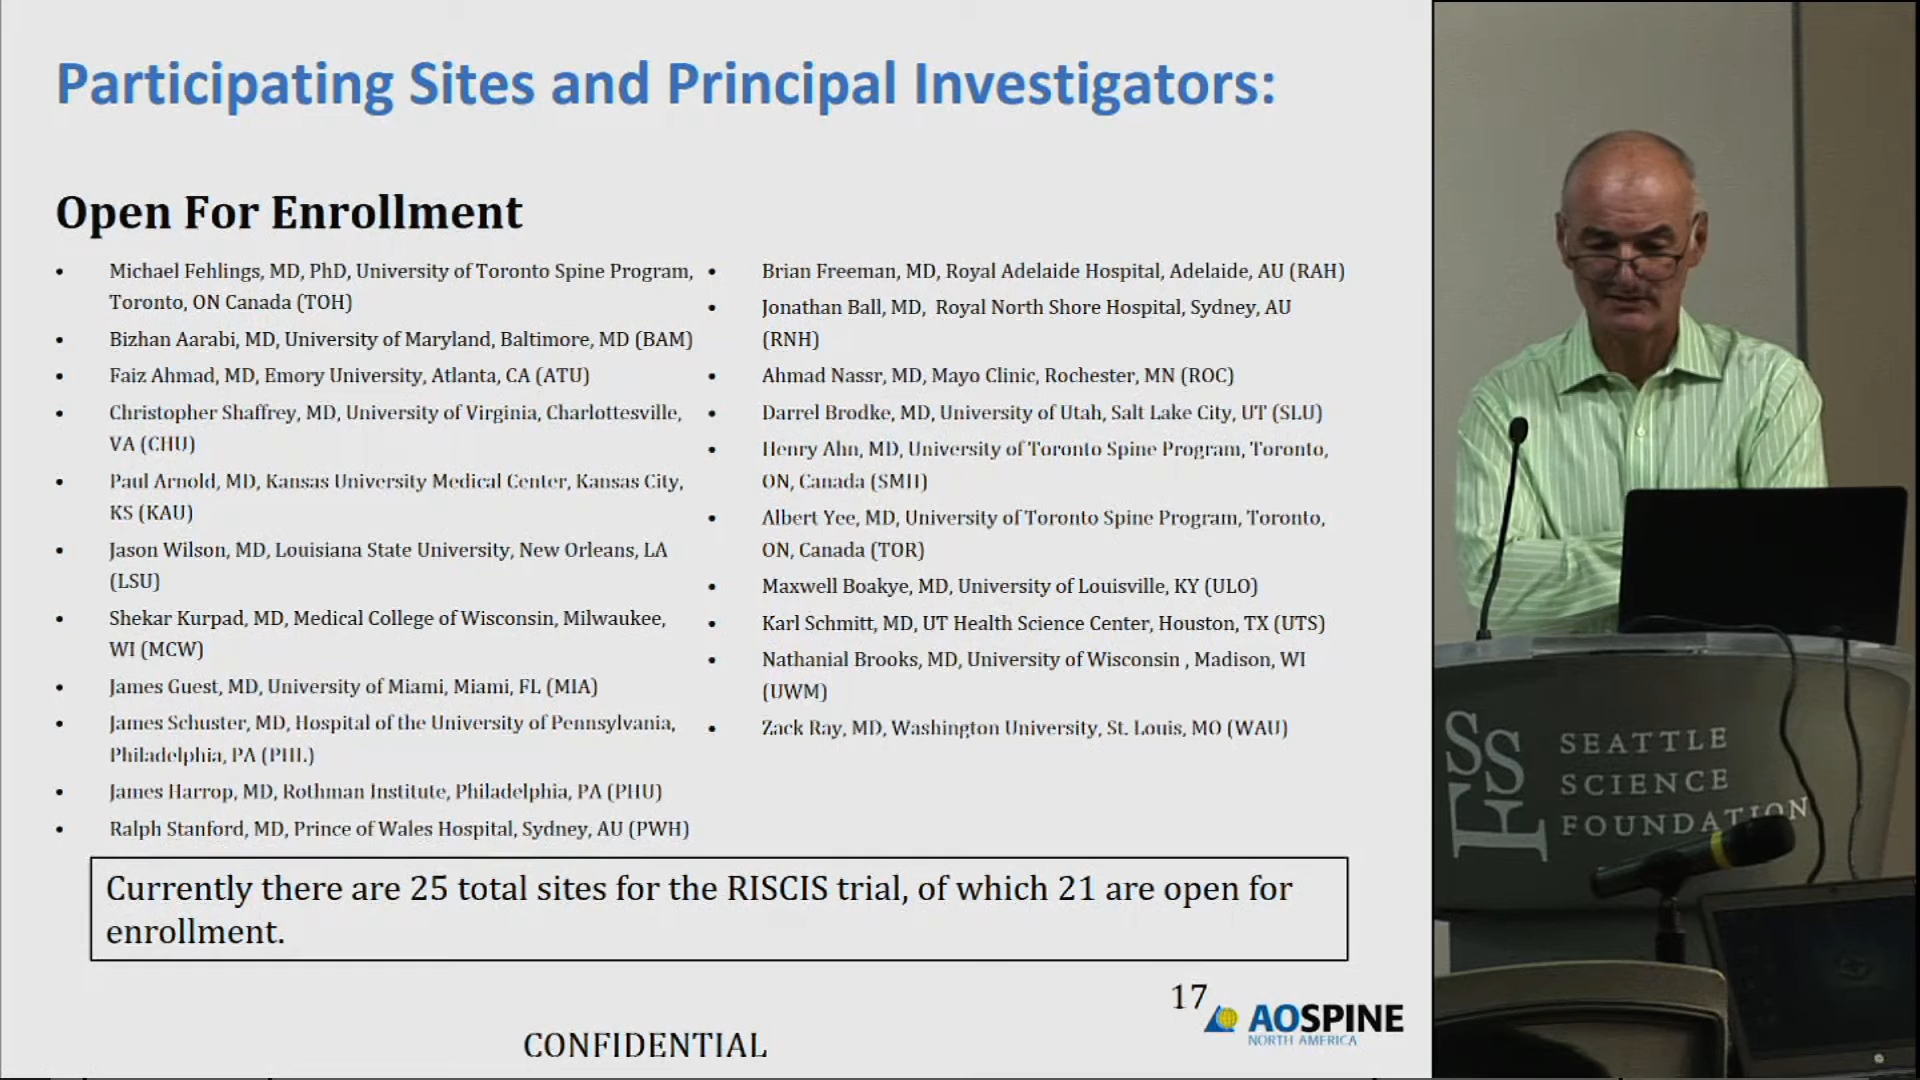 Participating Sites and Principal Investigators:
Open For Enrollment
• Michael Fehlings, MD, PhD, University of Toronto Spine Program,
Toronto, ON Canada (TOH)
• Bizhan Aarabi, MD, University of Maryland, Baltimore, MD (BAM)
• Faiz Ahmad, MD, Emory University, Atlanta, CA (ATU)
• Christopher Shaffrey, MD, University of Virginia, Charlottesville,
VA (CHU)
• Paul Arnold, MD, Kansas University Medical Center, Kansas City,
KS (KAU)
• Jason Wilson, MD, Louisiana State University, New Orleans, LA
(LSU)
• Shekar Kurpad, MD, Medical College of Wisconsin, Milwaukee,
WI (MCW)
• James Guest, MD, University of Miami, Miami, FL (MIA)
• James Schuster, MD, Hospital of the University of Pennsylvania,
Philadelphia, PA (PHL)
• James Harrop, MD, Rothman Institute, Philadelphia, PA (PHU)
• Ralph Stanford, MD, Prince of Wales Hospital, Sydney, AU (PWH)
• Brian Freeman, MD, Royal Adelaide Hospital, Adelaide, AU (RAH)
• Jonathan Ball, MD, Royal North Shore Hospital, Sydney, AU
(RNH)
• Ahmad Nassr, MD, Mayo Clinic, Rochester, MN (ROC)
• Darrel Brodke, MD, University of Utah, Salt Lake City, UT (SLU)
• Henry Ahn, MD, University of Toronto Spine Program, Toronto,
ON, Canada (SMH)
• Albert Yee, MD, University of Toronto Spine Program, Toronto,
ON, Canada (TOR)
• Maxwell Boakye, MD, University of Louisville, KY (ULO)
• Karl Schmitt, MD, UT Health Science Center, Houston, TX (UTS)
• Nathanial Brooks, MD, University of Wisconsin , Madison, WI
(UWM)
• Zack Ray, MD, Washington University, St. Louis, MO (WAU)
Currently there are 25 total sites for the RISCIS trial, of which 21 are open for
enrollment.
17
AOSPINE
NORTH AMERICA
CONFIDENTIAL
SSF
SEATTLE
SCIENCE
FOUNDATION